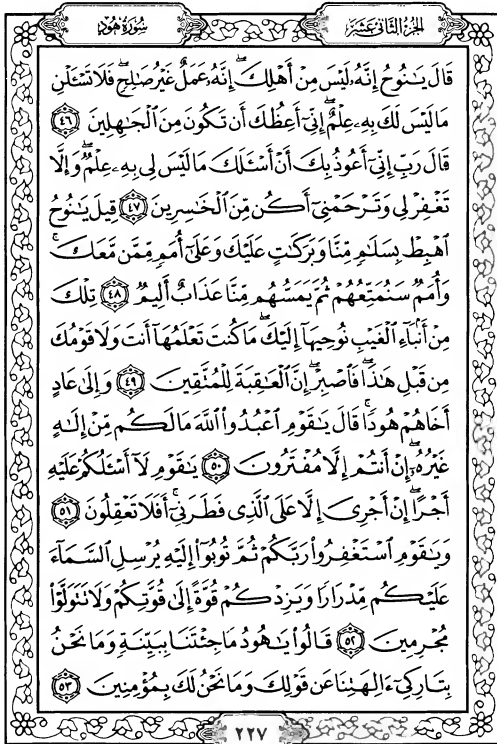 الجزء الثاني عشر
سورة هود
قَالَ يَـٰنُوحُ إِنَّهُۥ لَيْسَ مِنْ أَهْلِكَ ۖ إِنَّهُۥ عَمَلٌ غَيْرُ صَـٰلِحٍ ۖ فَلَا تَسْـَٔلْنِ
مَا لَيْسَ لَكَ بِهِۦ عِلْمٌ ۖ إِنِّىٓ أَعِظُكَ أَن تَكُونَ مِنَ ٱلْجَـٰهِلِينَ ٤٦
قَالَ رَبِّ إِنِّىٓ أَعُوذُ بِكَ أَنْ أَسْـَٔلَكَ مَا لَيْسَ لِى بِهِۦ عِلْمٌ ۖ وَإِلَّا
تَغْفِرْ لِى وَتَرْحَمْنِىٓ أَكُن مِّنَ ٱلْخَـٰسِرِينَ ٤٧ قِيلَ يَـٰنُوحُ
ٱهْبِطْ بِسَلَـٰمٍ مِّنَّا وَبَرَكَـٰتٍ عَلَيْكَ وَعَلَىٰٓ أُمَمٍ مِّمَّن مَّعَكَ ۚ
وَأُمَمٌ سَنُمَتِّعُهُمْ ثُمَّ يَمَسُّهُم مِّنَّا عَذَابٌ أَلِيمٌ ٤٨ تِلْكَ
مِنْ أَنۢبَآءِ ٱلْغَيْبِ نُوحِيهَآ إِلَيْكَ ۖ مَا كُنتَ تَعْلَمُهَآ أَنتَ وَلَا قَوْمُكَ
مِن قَبْلِ هَـٰذَا ۖ فَٱصْبِرْ ۖ إِنَّ ٱلْعَـٰقِبَةَ لِلْمُتَّقِينَ ٤٩ وَإِلَىٰ عَادٍ
أَخَاهُمْ هُودًا ۚ قَالَ يَـٰقَوْمِ ٱعْبُدُوا۟ ٱللَّهَ مَا لَكُم مِّنْ إِلَـٰهٍ
غَيْرُهُۥٓ ۖ إِنْ أَنتُمْ إِلَّا مُفْتَرُونَ ٥٠ يَـٰقَوْمِ لَآ أَسْـَٔلُكُمْ عَلَيْهِ
أَجْرًا ۖ إِنْ أَجْرِىَ إِلَّا عَلَى ٱلَّذِى فَطَرَنِىٓ ۚ أَفَلَا تَعْقِلُونَ ٥١
وَيَـٰقَوْمِ ٱسْتَغْفِرُوا۟ رَبَّكُمْ ثُمَّ تُوبُوٓا۟ إِلَيْهِ يُرْسِلِ ٱلسَّمَآءَ
عَلَيْكُم مِّدْرَارًا وَيَزِدْكُمْ قُوَّةً إِلَىٰ قُوَّتِكُمْ وَلَا تَتَوَلَّوْا۟
مُجْرِمِينَ ٥٢ قَالُوا۟ يَـٰهُودُ مَا جِئْتَنَا بِبَيِّنَةٍ وَمَا نَحْنُ
بِتَارِكِىٓ ءَالِهَتِنَا عَن قَوْلِكَ وَمَا نَحْنُ لَكَ بِمُؤْمِنِينَ ٥٣
٢٢٧